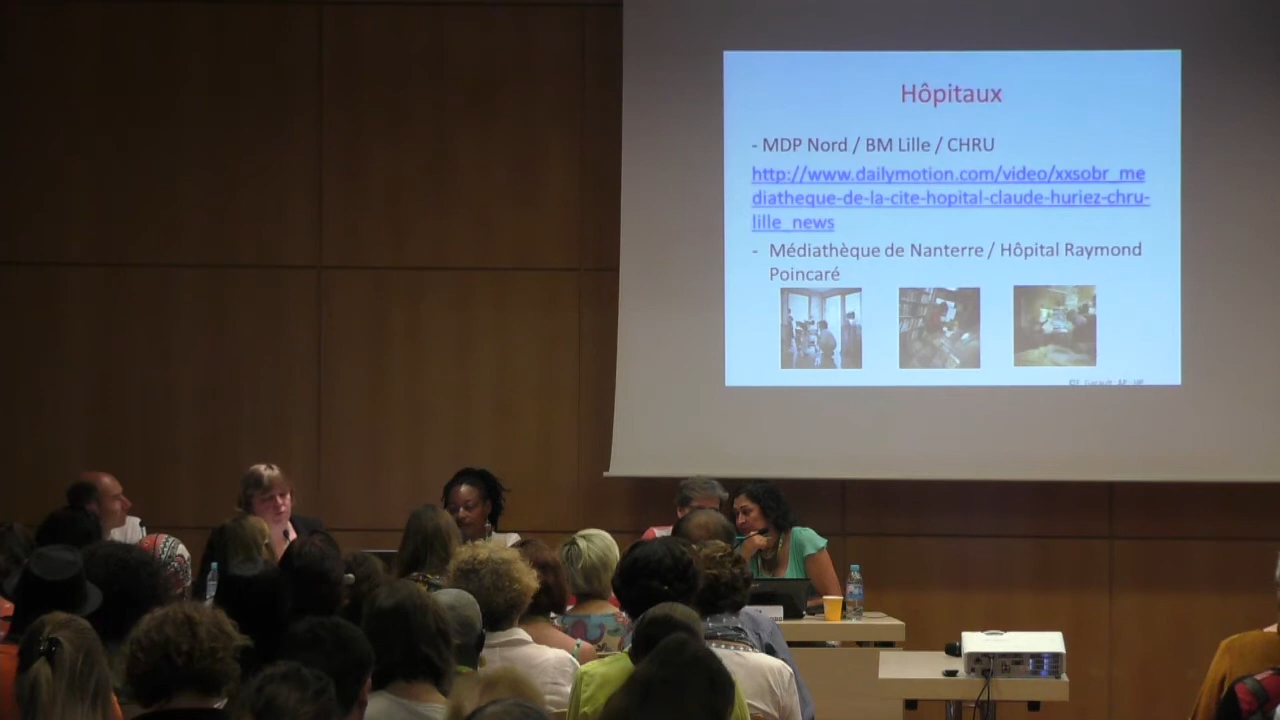 Hôpitaux
- MDP Nord / BM Lille / CHRU
http://www.dailymotion.com/video/xxsobr_me
diatheque-de-la-cite-hopital-claude-huriez-chru-
lille_news
- Médiathèque de Nanterre / Hôpital Raymond
Poincaré